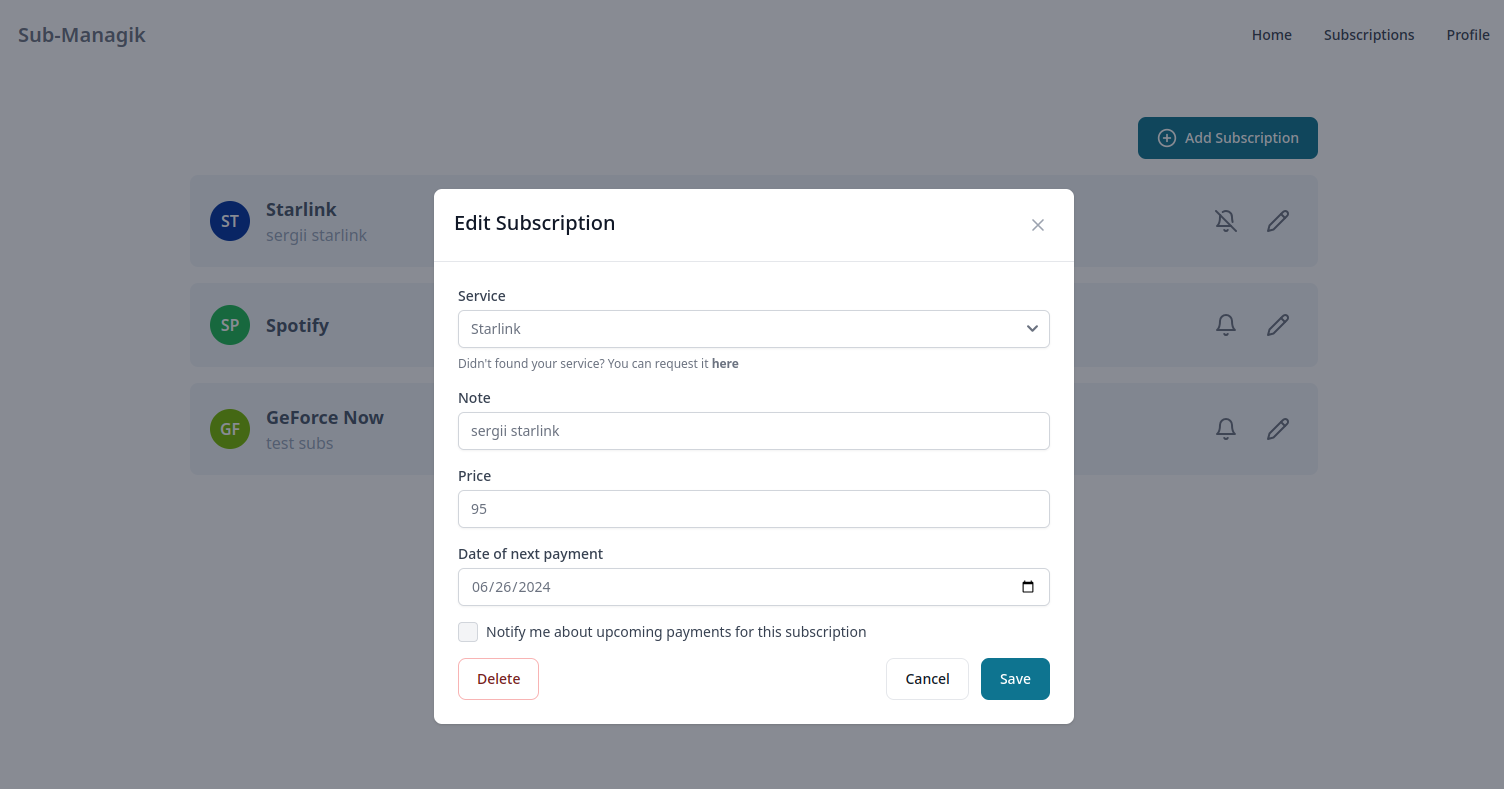 Sub-Managik
Home
Subscriptions
Profile
Add Subscription
ST
Starlink
sergii starlink
SP
Spotify
GF
GeForce Now
test subs
Edit Subscription
Service
Starlink
Didn't found your service? You can request it here
Note
sergii starlink
Price
95
Date of next payment
06/26/2024
Notify me about upcoming payments for this subscription
Delete
Cancel
Save